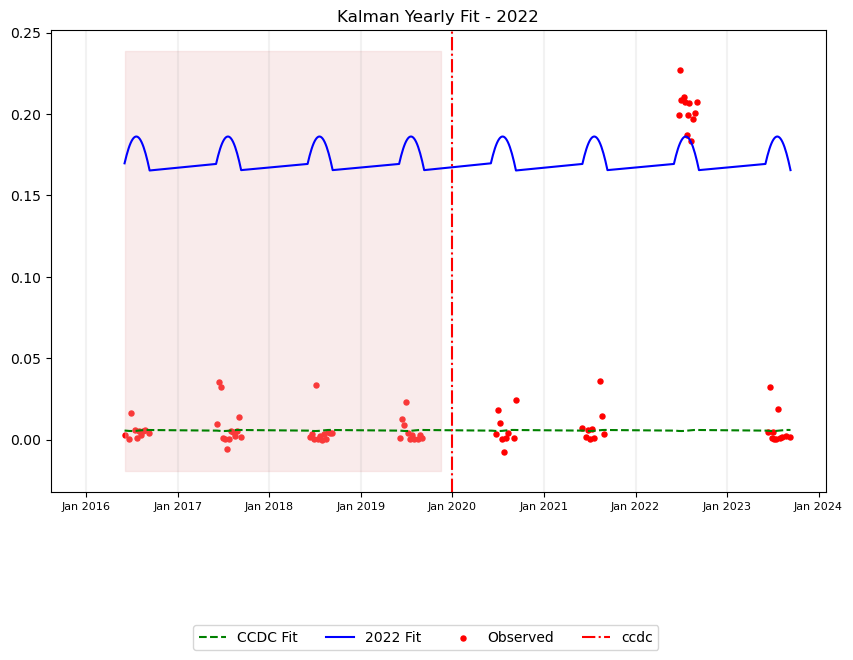 Kalman Yearly Fit - 2022
0.25
0.20
0.15
0.10
0.05
0.00
Jan 2016 Jan 2017 Jan 2018 Jan 2019 Jan 2020 Jan 2021 Jan 2022 Jan 2023 Jan 2024
CCDC Fit 2022 Fit Observed ccdc